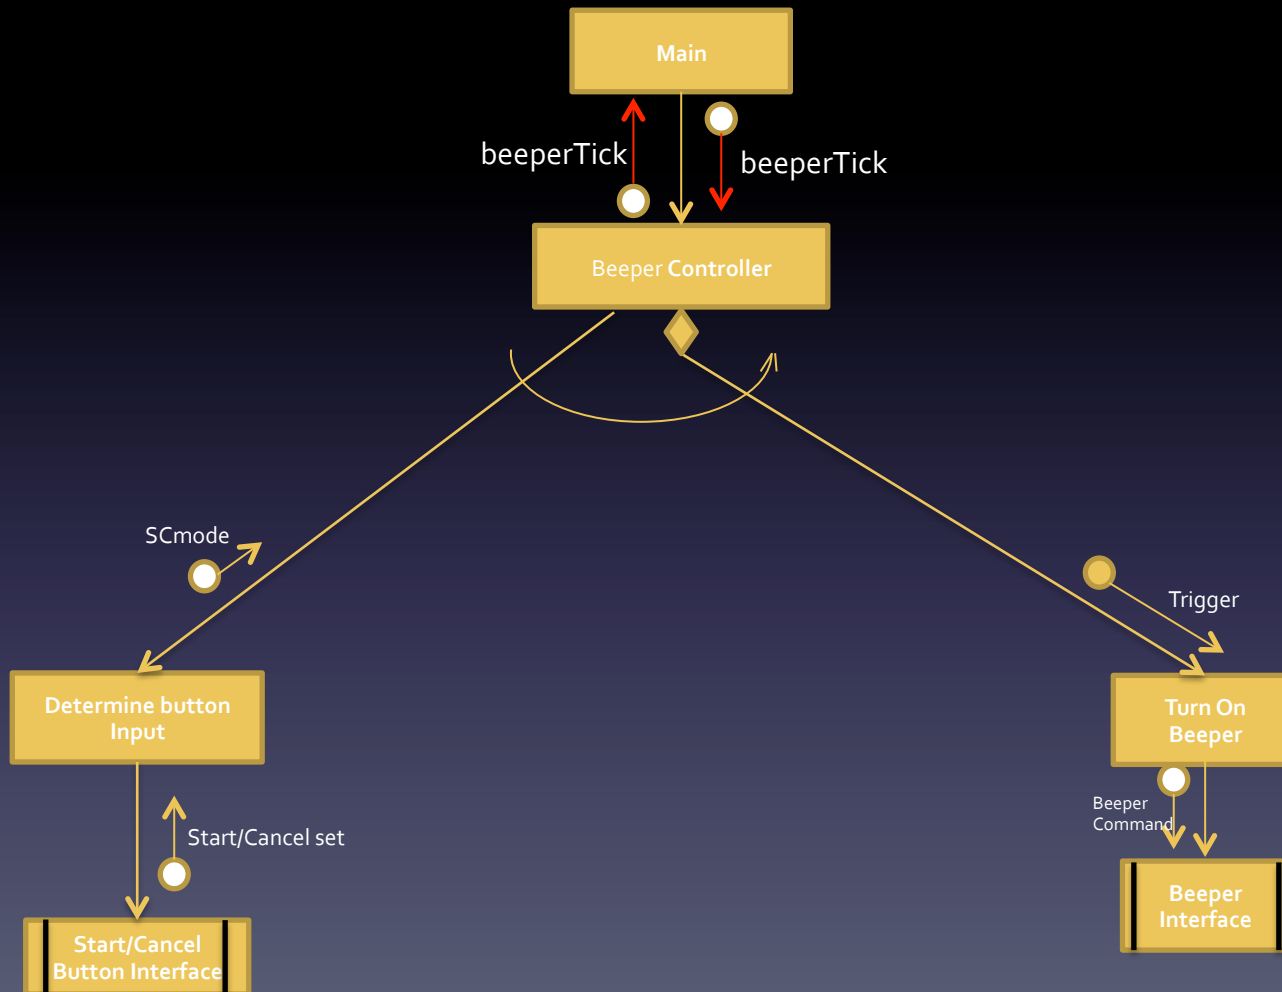 Main
beeperTick
beeperTick
Beeper Controller
SCmode
Trigger
Determine button
Input
Turn On
Beeper
Beeper
Command
Start/Cancel set
Beeper
Interface
Start/Cancel
Button Interface